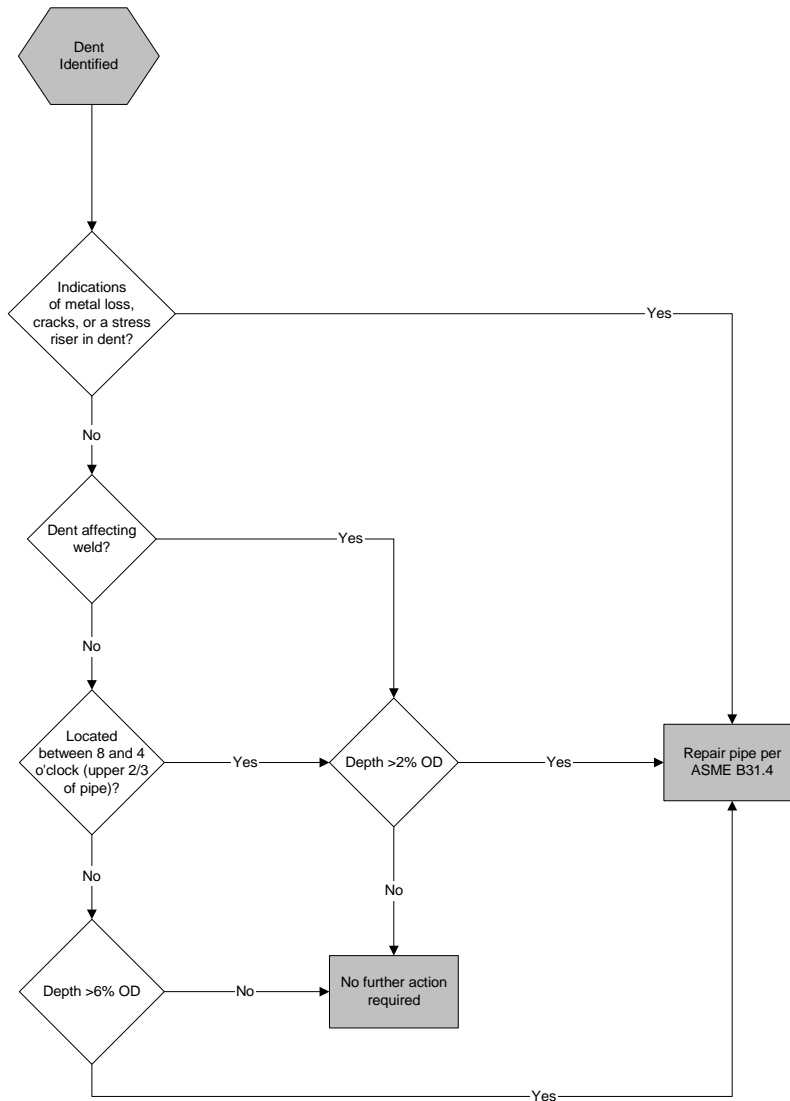 Dent
Identified
Indications
of metal loss,
cracks, or a stress
riser in dent?
Yes
No
Dent affecting
weld?
Yes
No
Located
between 8 and 4
o'clock (upper 2/3
of pipe)?
Yes
Depth >2% OD
Yes
Repair pipe per
ASME B31.4
No
No
Depth >6% OD
No
No further action
required
Yes